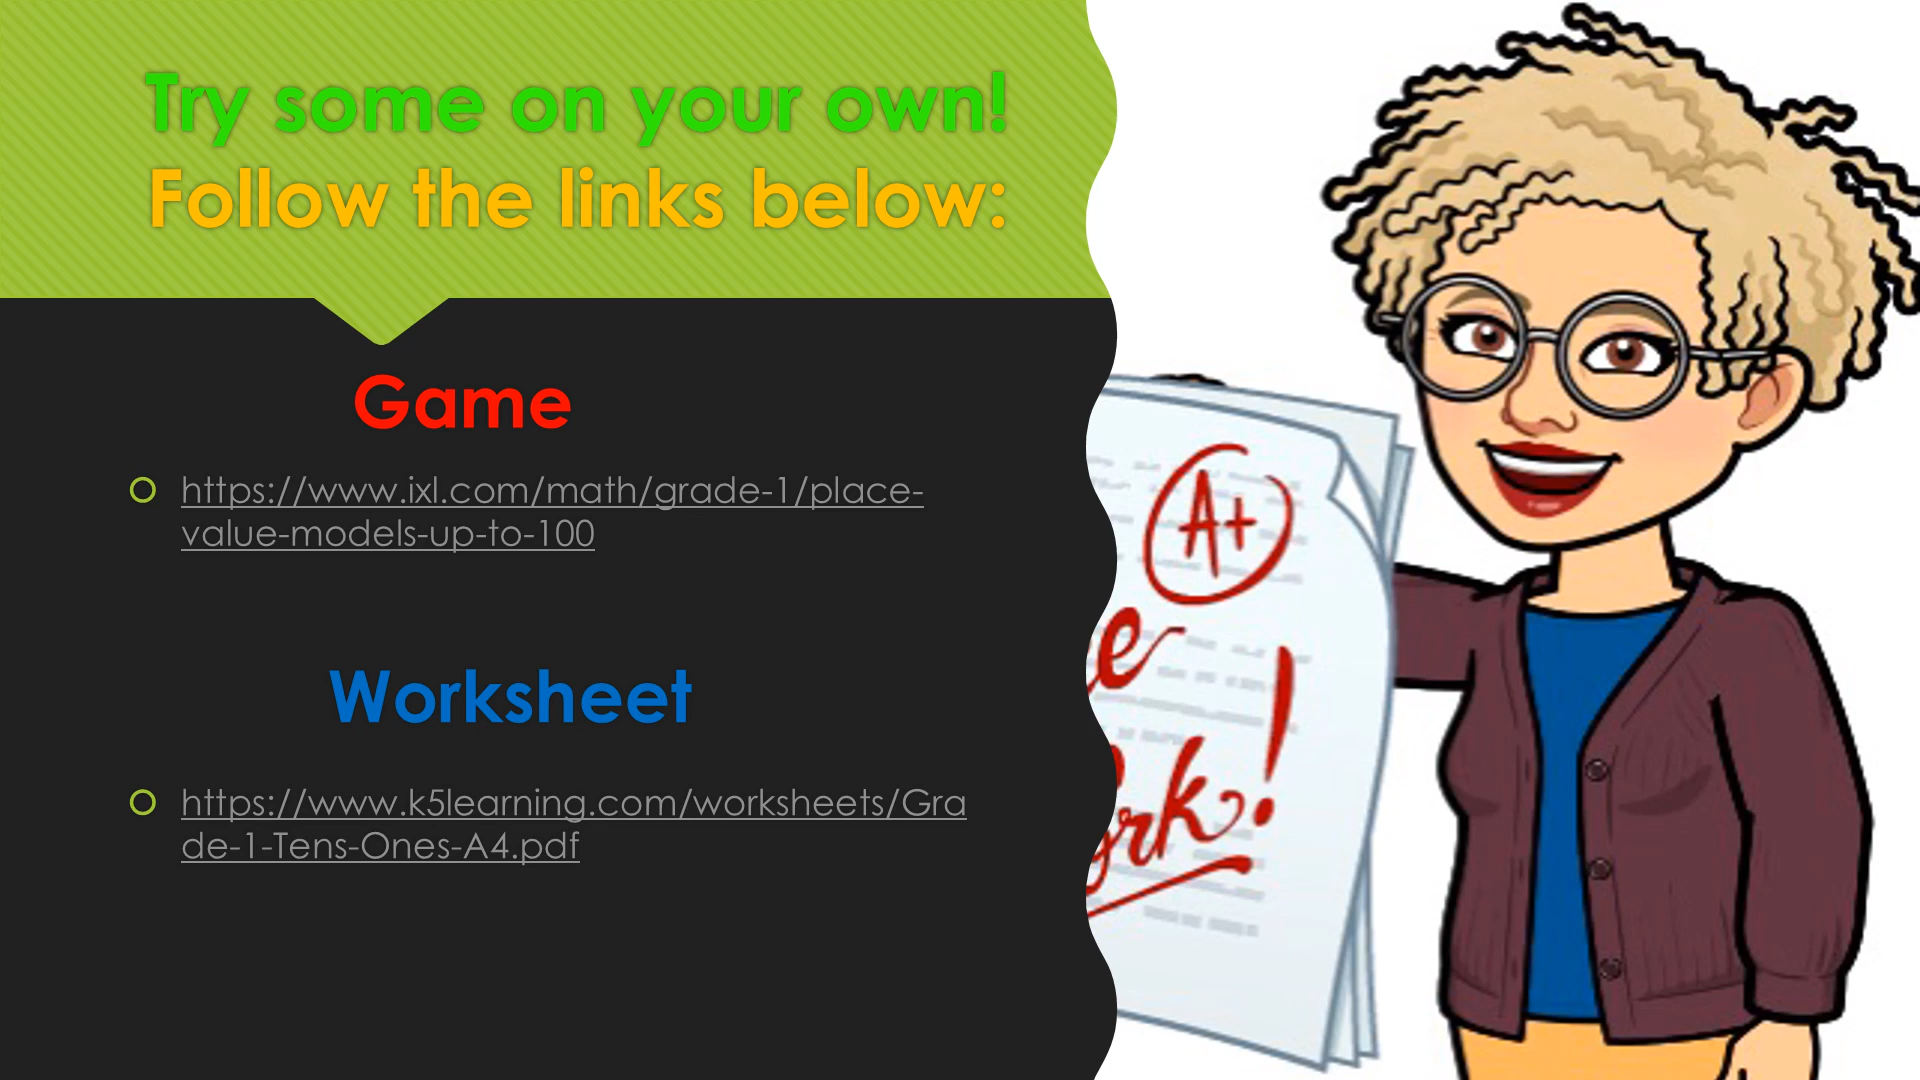 Try some on your own!
Follow the links below:
Game
https://www.ixl.com/math/grade-1/place-
value-models-up-to-100
Worksheet
https://www.k5learning.com/worksheets/Gra
de-1-Tens-Ones-A4.pdf
A+
e
rk!